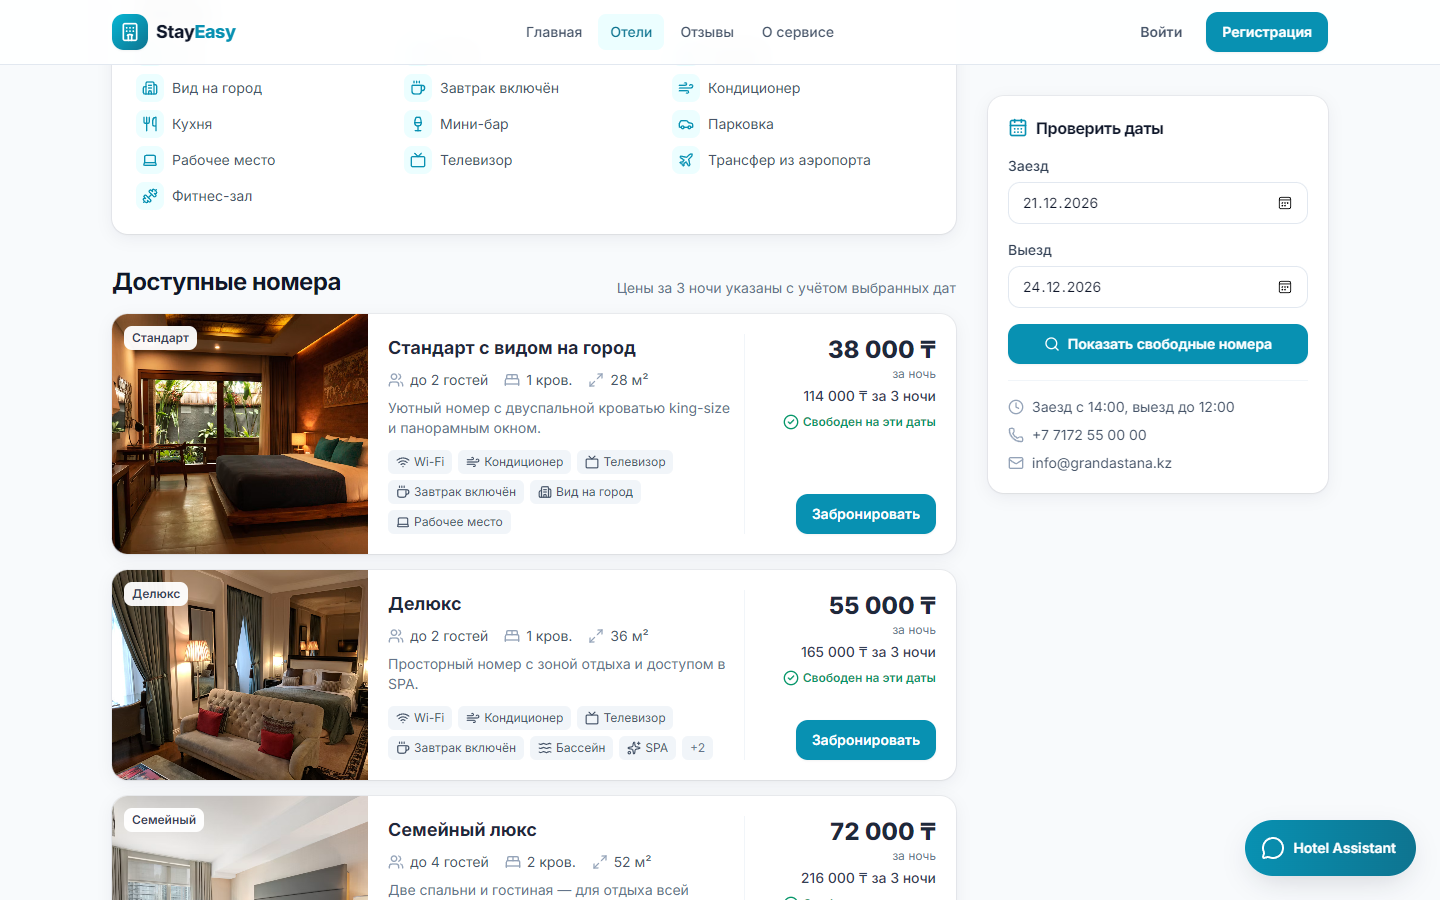 StayEasy
Главная
Отели
Отзывы
О сервисе
Войти
Регистрация
Вид на город
Завтрак включён
Кондиционер
Кухня
Мини-бар
Парковка
Рабочее место
Телевизор
Трансфер из аэропорта
Фитнес-зал
Доступные номера
Цены за 3 ночи указаны с учётом выбранных дат
Стандарт
Стандарт с видом на город
до 2 гостей
1 кров.
28 м²
Уютный номер с двуспальной кроватью king-size
и панорамным окном.
Wi-Fi
Кондиционер
Телевизор
Завтрак включён
Вид на город
Рабочее место
38 000 ₸
за ночь
114 000 ₸ за 3 ночи
Свободен на эти даты
Забронировать
Делюкс
Делюкс
до 2 гостей
1 кров.
36 м²
Просторный номер с зоной отдыха и доступом в
SPA.
Wi-Fi
Кондиционер
Телевизор
Завтрак включён
Бассейн
SPA
+2
55 000 ₸
за ночь
165 000 ₸ за 3 ночи
Свободен на эти даты
Забронировать
Семейный
Семейный люкс
до 4 гостей
2 кров.
52 м²
Две спальни и гостиная — для отдыха всей
72 000 ₸
за ночь
216 000 ₸ за 3 ночи
Проверить даты
Заезд
21.12.2026
Выезд
24.12.2026
Показать свободные номера
Заезд с 14:00, выезд до 12:00
+7 7172 55 00 00
info@grandastana.kz
Hotel Assistant